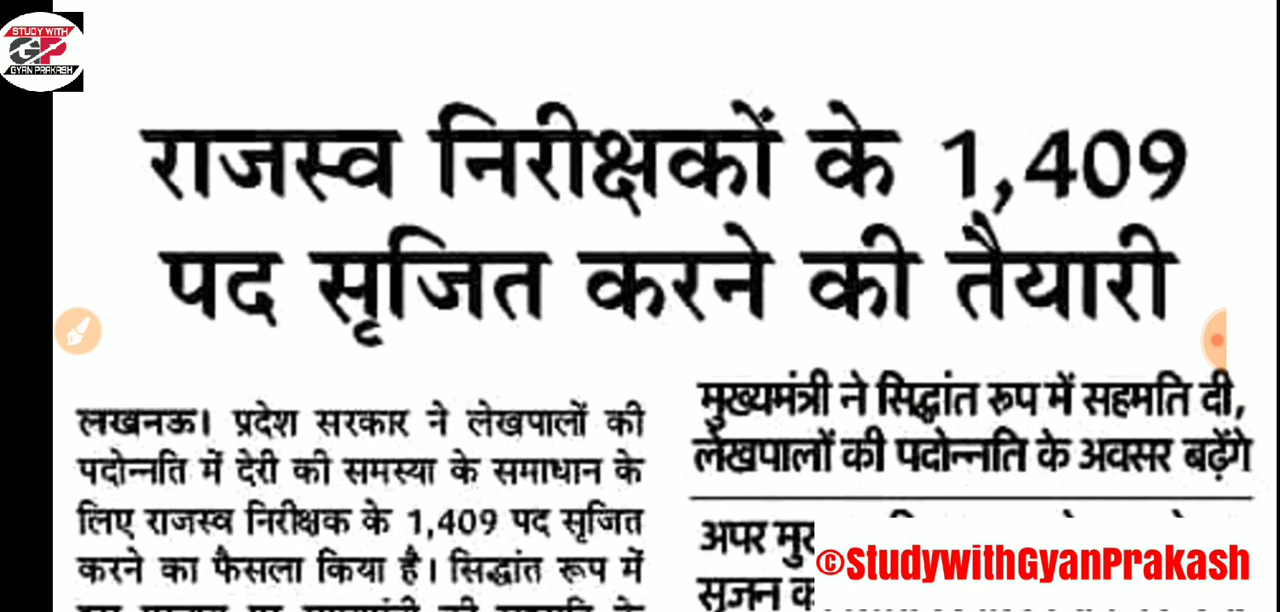 STUDY WITH
GP
GYAN PRAKASH
राजस्व निरीक्षकों के 1,409
पद सृजित करने की तैयारी
लखनऊ। प्रदेश सरकार ने लेखपालों की
पदोन्नति में देरी की समस्या के समाधान के
लिए राजस्व निरीक्षक के 1,409 पद सृजित
करने का फैसला किया है। सिद्धांत रूप में
मुख्यमंत्री ने सिद्धांत रूप में सहमति दी,
लेखपालों की पदोन्नति के अवसर बढ़ेंगे
अपर
सृजन
©StudywithGyanPrakash